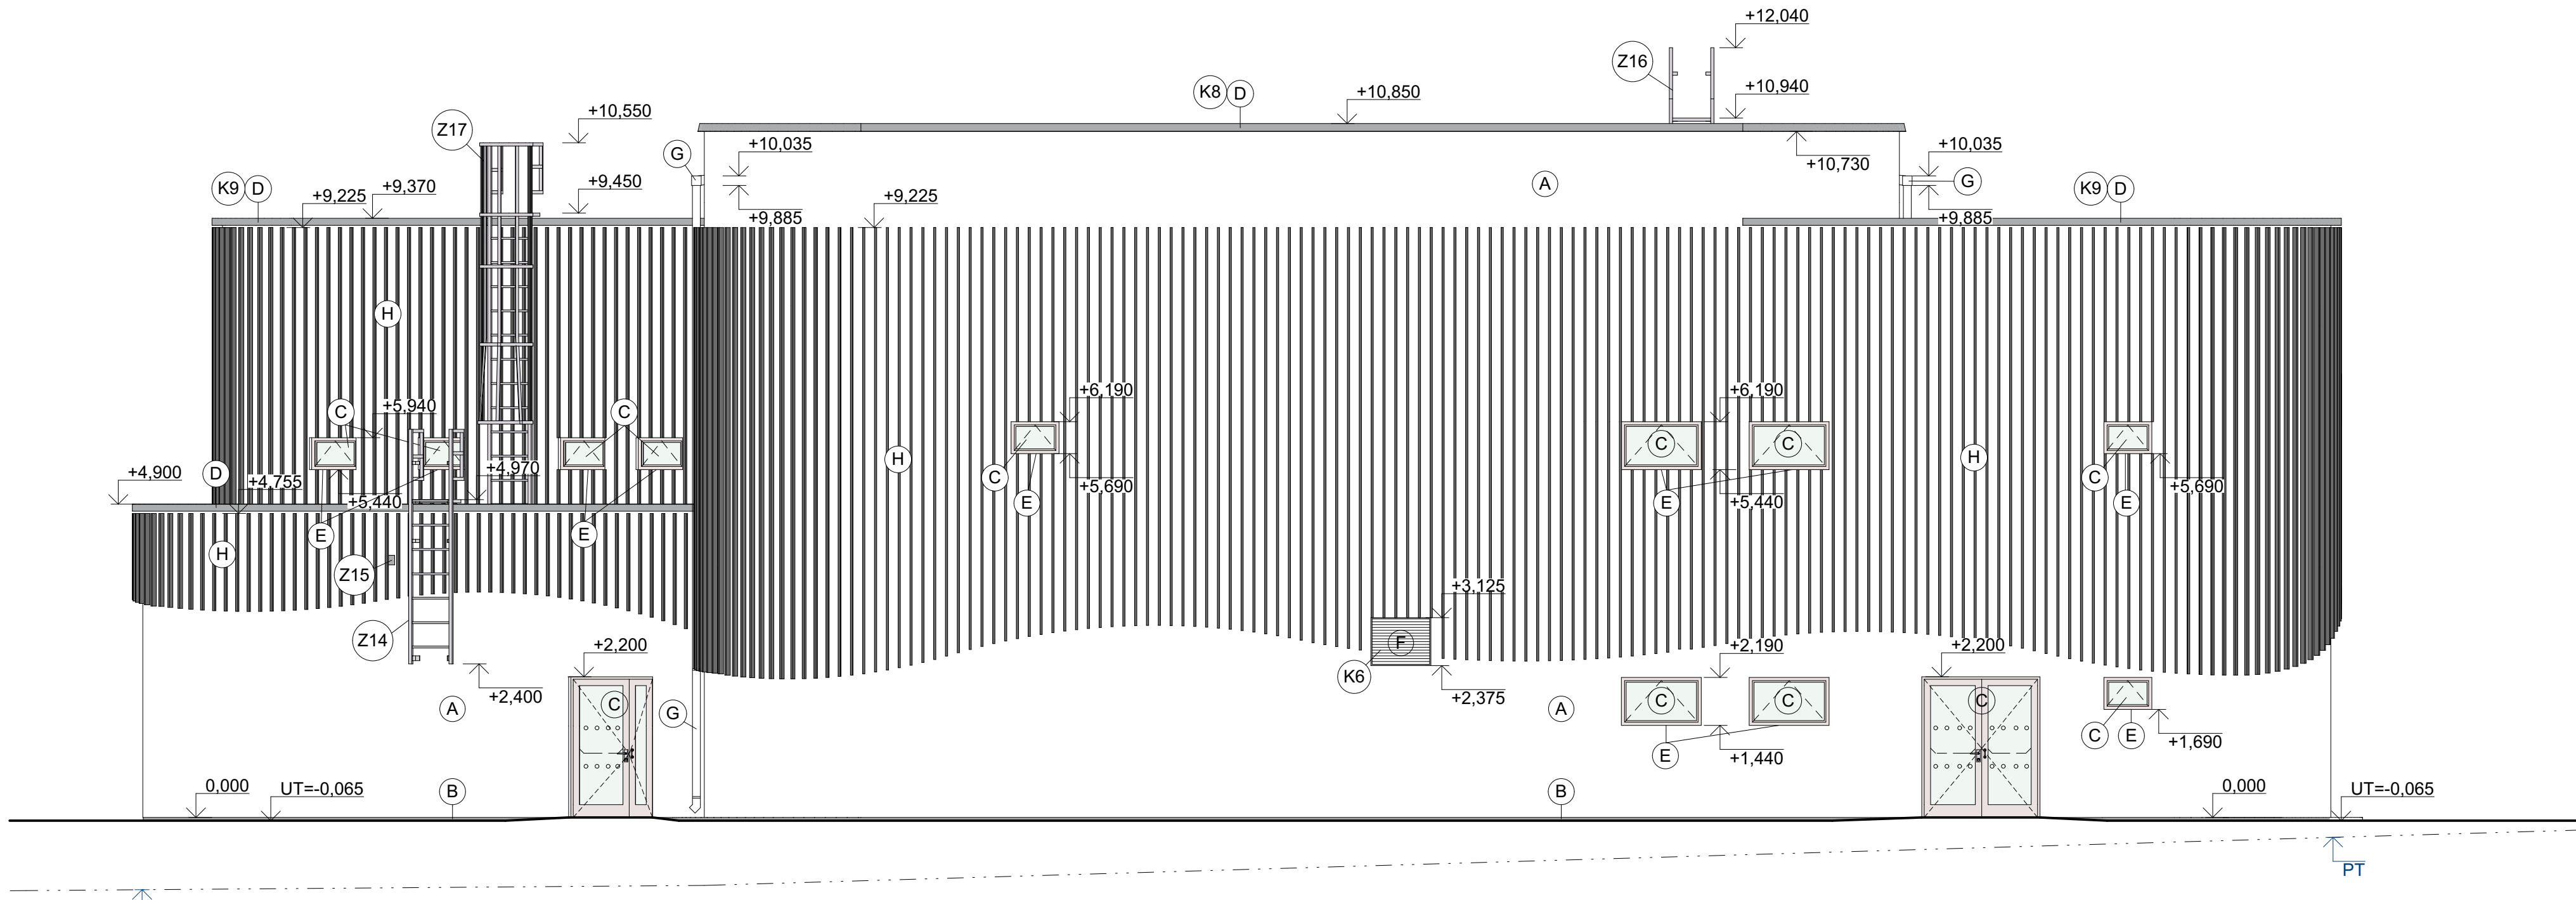 +12,040
Z16
+10,940
K8 D
+10,850
+10,550
Z17
G
+10,035
+10,730
+10,035
G
A
K9 D
+9,225
+9,370
+9,450
+9,885
+9,225
+9,885
K9 D
H
C
+5,940
C
+6,190
+6,190
C
C
H
C
H
C
+4,900
D
+4,755
+4,970
+5,440
+5,690
E
E
+5,440
E
+5,690
E
E
H
Z15
+3,125
Z14
F
K6
+2,375
+2,200
+2,190
+2,200
+2,400
A
C
G
A
C
C
C
C
E
+1,690
E
+1,440
0,000
UT=-0,065
B
B
0,000
UT=-0,065
PT